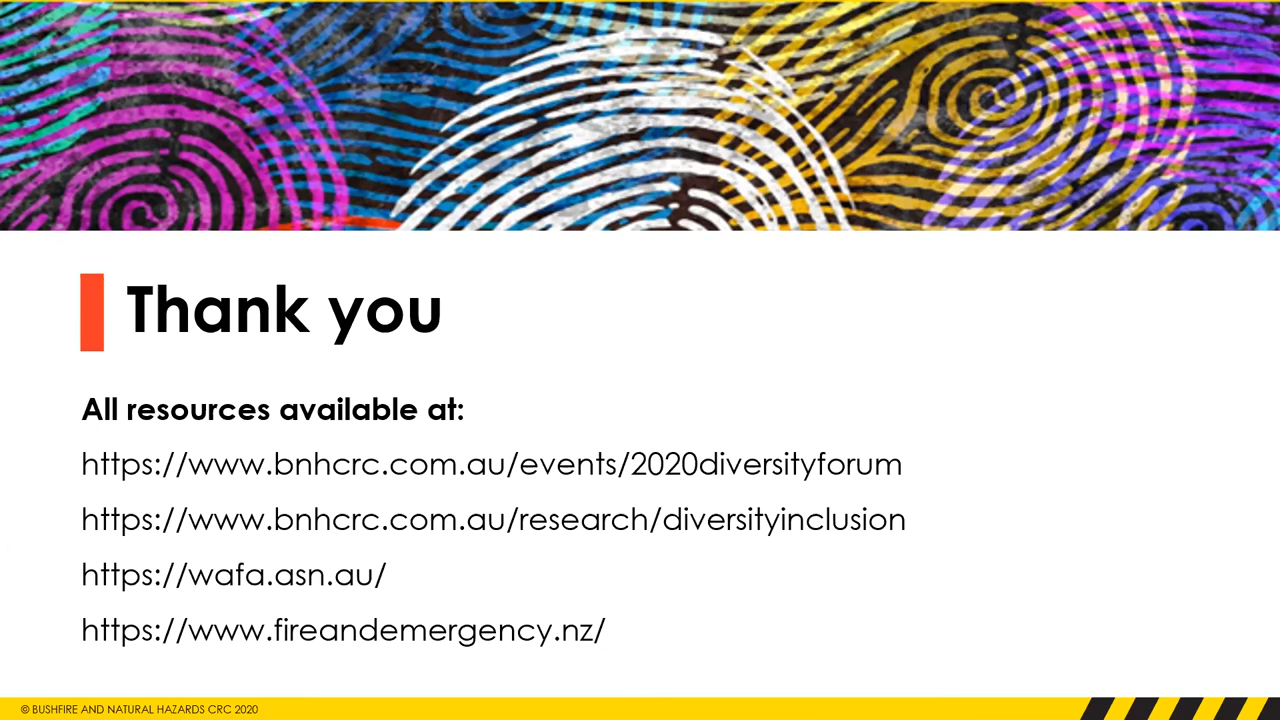 Thank you
All resources available at:
https://www.bnhcrc.com.au/events/2020diversityforum
https://www.bnhcrc.com.au/research/diversityinclusion
https://wafa.asn.au/
https://www.fireandemergency.nz/
© BUSHFIRE AND NATURAL HAZARDS CRC 2020